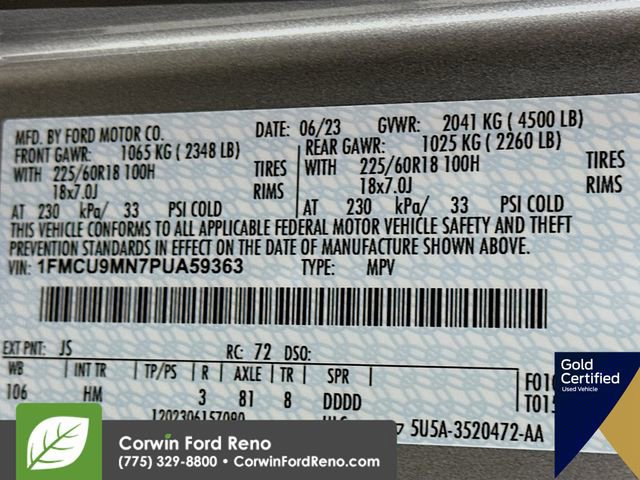 MFD. BY FORD MOTOR CO.
DATE: 06/23 GVWR: 2041 KG ( 4500 LB)
FRONT GAWR: 1065 KG ( 2348 LB)
REAR GAWR: 1025 KG ( 2260 LB)
WITH 225/60R18 100H TIRES
WITH 225/60R18 100H TIRES
18x7.0J RIMS
18x7.0J RIMS
AT 230 kPa/ 33 PSI COLD
AT 230 kPa/ 33 PSI COLD
THIS VEHICLE CONFORMS TO ALL APPLICABLE FEDERAL MOTOR VEHICLE SAFETY AND THEFT
PREVENTION STANDARDS IN EFFECT ON THE DATE OF MANUFACTURE SHOWN ABOVE.
VIN: 1FMCU9MN7PUA59363 TYPE: MPV
EXT PNT: JS RC: 72 DSO:
WB INT TR TP/PS R AXLE TR SPR
106 HM 3 81 8 DDDD
5U5A-3520472-AA
Gold
Certified
Used Vehicle
Corwin Ford Reno
(775) 329-8800 • CorwinFordReno.com